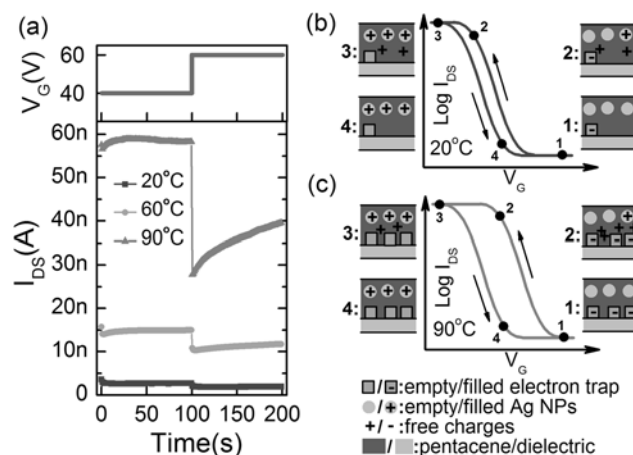 (a)
V_G(V)
60
40
I_DS(A)
60n
50n
40n
30n
20n
10n
0
20°C
60°C
90°C
0 50 100 150 200
Time(s)
(b)
3:
4:
2:
1:
Log I_DS
3
2
4
1
20°C
V_G
(c)
3:
4:
2:
1:
Log I_DS
3
2
4
1
90°C
V_G
□/⊟:empty/filled electron trap
●/⊕:empty/filled Ag NPs
+/-:free charges
■/■:pentacene/dielectric